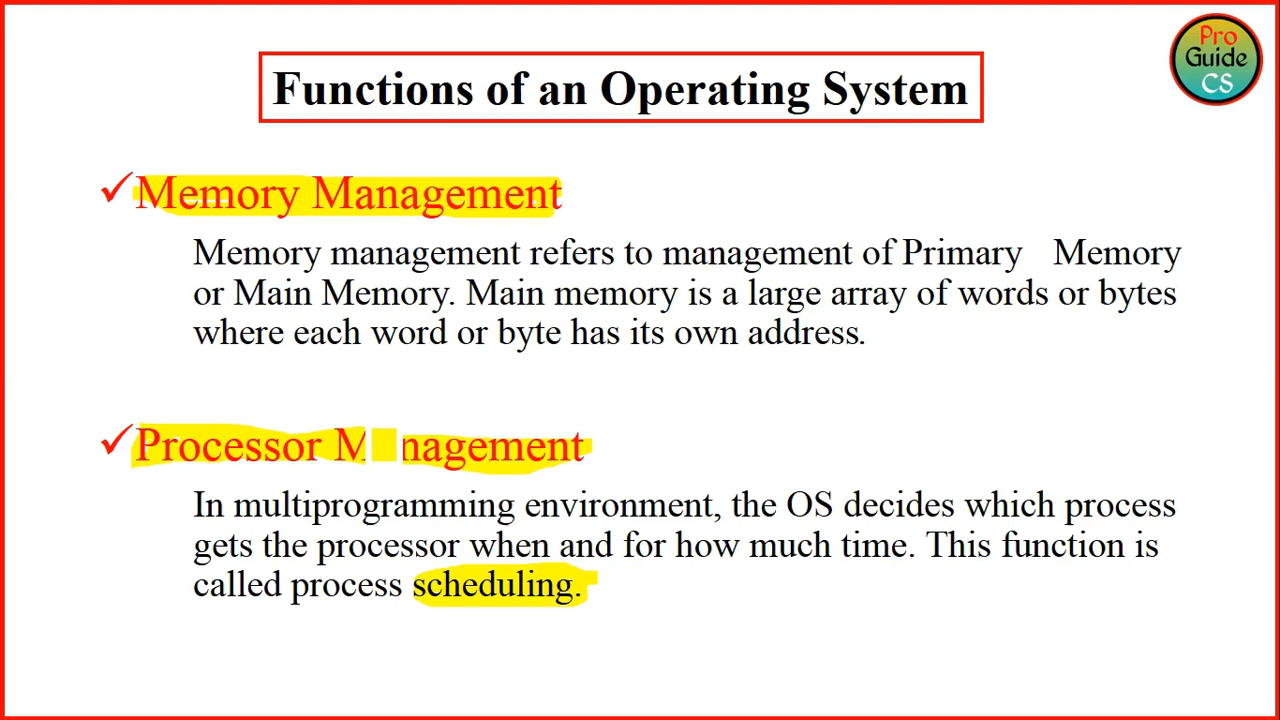 Pro
Guide
CS
Functions of an Operating System
Memory Management
Memory management refers to management of Primary Memory
or Main Memory. Main memory is a large array of words or bytes
where each word or byte has its own address.
Processor M nagement
In multiprogramming environment, the OS decides which process
gets the processor when and for how much time. This function is
called process scheduling.